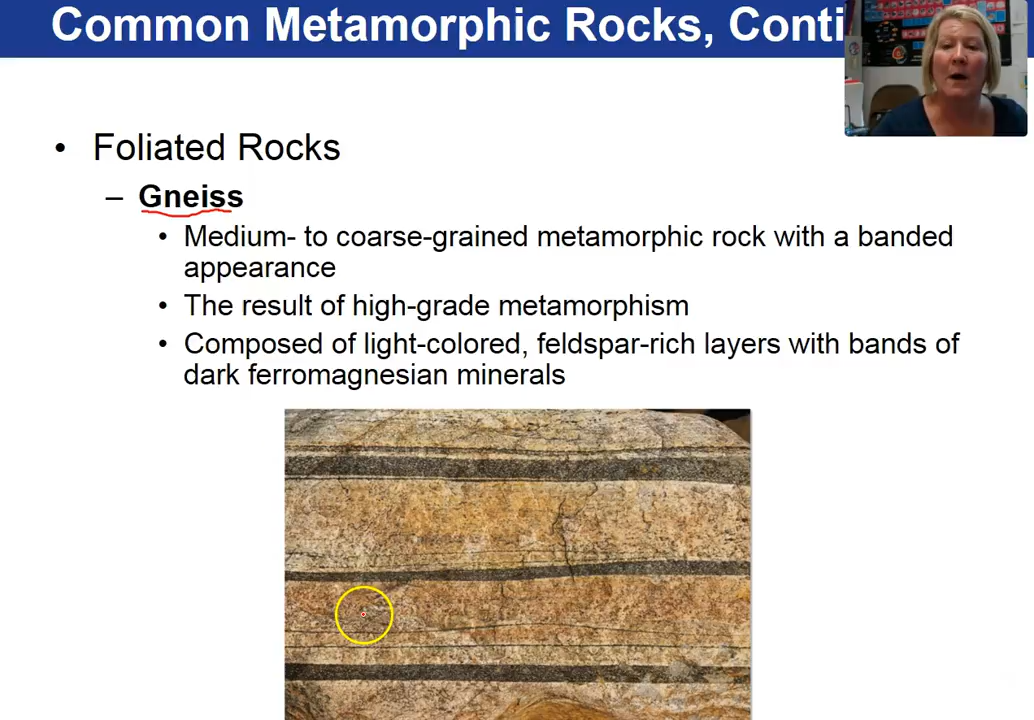 Common Metamorphic Rocks, Conti
• Foliated Rocks
– Gneiss
• Medium- to coarse-grained metamorphic rock with a banded
appearance
• The result of high-grade metamorphism
• Composed of light-colored, feldspar-rich layers with bands of
dark ferromagnesian minerals